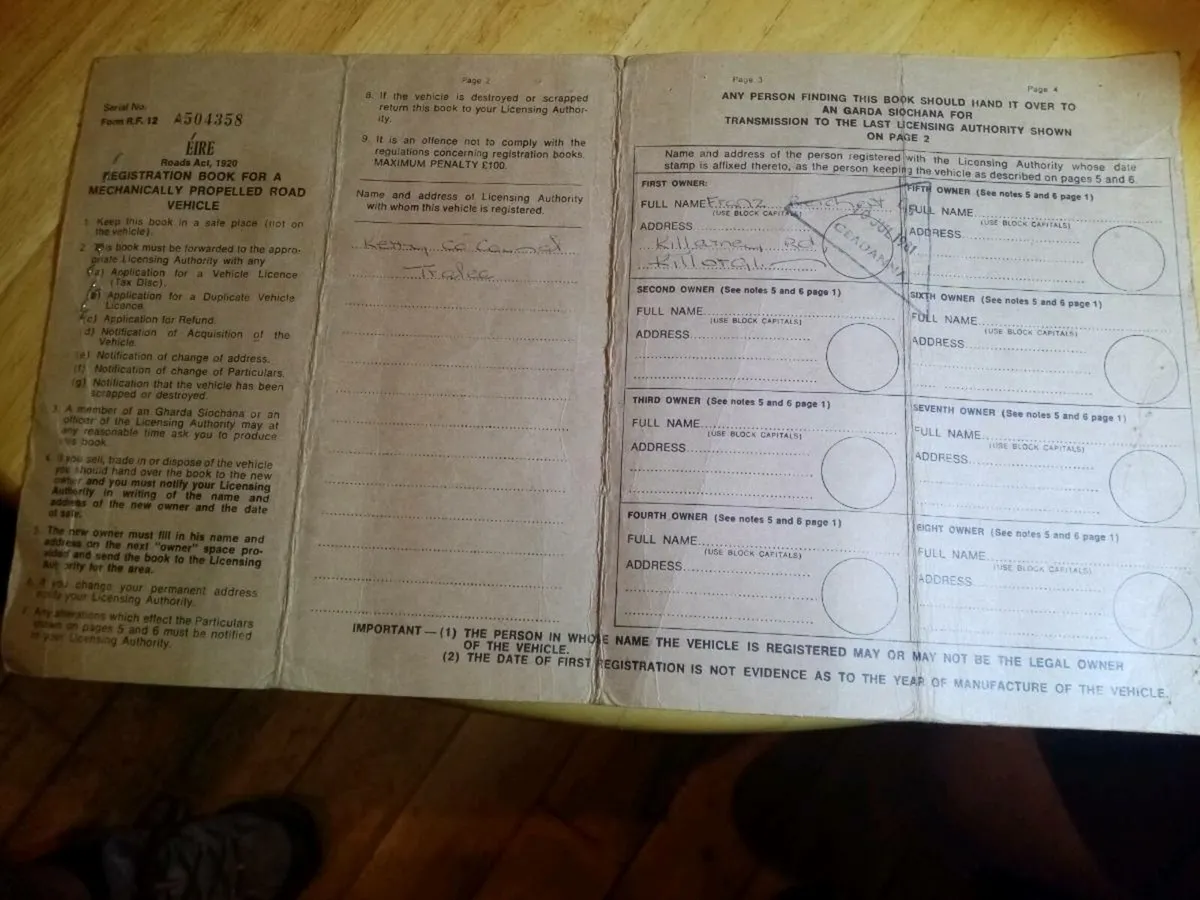 Serial No.
Form R.F. 12 A504358
ÉIRE
Roads Act, 1920
REGISTRATION BOOK FOR A
MECHANICALLY PROPELLED ROAD
VEHICLE
1. Keep this book in a safe place (not on
the vehicle).
2. This book must be forwarded to the appro-
priate Licensing Authority with any
(a) Application for a Vehicle Licence
(Tax Disc).
(b) Application for a Duplicate Vehicle
Licence.
(c) Application for Refund.
(d) Notification of Acquisition of the
Vehicle.
(e) Notification of change of address.
(f) Notification of change of Particulars.
(g) Notification that the vehicle has been
scrapped or destroyed.
3. A member of an Gharda Siochána or an
officer of the Licensing Authority may at
any reasonable time ask you to produce
this book.
4. If you sell, trade in or dispose of the vehicle
you should hand over the book to the new
owner and you must notify your Licensing
Authority in writing of the name and
address of the new owner and the date
of sale.
5. The new owner must fill in his name and
address on the next "owner" space pro-
vided and send the book to the Licensing
Authority for the area.
6. If you change your permanent address
notify your Licensing Authority.
7. Any alterations which effect the Particulars
shown on pages 5 and 6 must be notified
to your Licensing Authority.
Page 2
8. If the vehicle is destroyed or scrapped
return this book to your Licensing Author-
ity.
9. It is an offence not to comply with the
regulations concerning registration books.
MAXIMUM PENALTY £100.
Name and address of Licensing Authority
with whom this vehicle is registered.
Kerry Co Council
Tralee
Page 3
Page 4
ANY PERSON FINDING THIS BOOK SHOULD HAND IT OVER TO
AN GARDA SIOCHANA FOR
TRANSMISSION TO THE LAST LICENSING AUTHORITY SHOWN
ON PAGE 2
Name and address of the person registered with the Licensing Authority whose date
stamp is affixed thereto, as the person keeping the vehicle as described on pages 5 and 6.
FIRST OWNER:
FULL NAME Franz
(USE BLOCK CAPITALS)
ADDRESS
Killarney Rd
Killorglin
JUL 1981
CEADANNA
SECOND OWNER (See notes 5 and 6 page 1)
FULL NAME
(USE BLOCK CAPITALS)
ADDRESS
THIRD OWNER (See notes 5 and 6 page 1)
FULL NAME
(USE BLOCK CAPITALS)
ADDRESS
FOURTH OWNER (See notes 5 and 6 page 1)
FULL NAME
(USE BLOCK CAPITALS)
ADDRESS
FIFTH OWNER (See notes 5 and 6 page 1)
FULL NAME
(USE BLOCK CAPITALS)
ADDRESS
SIXTH OWNER (See notes 5 and 6 page 1)
FULL NAME
(USE BLOCK CAPITALS)
ADDRESS
SEVENTH OWNER (See notes 5 and 6 page 1)
FULL NAME
(USE BLOCK CAPITALS)
ADDRESS
EIGHT OWNER (See notes 5 and 6 page 1)
FULL NAME
(USE BLOCK CAPITALS)
ADDRESS
IMPORTANT — (1) THE PERSON IN WHOSE NAME THE VEHICLE IS REGISTERED MAY OR MAY NOT BE THE LEGAL OWNER
OF THE VEHICLE.
(2) THE DATE OF FIRST REGISTRATION IS NOT EVIDENCE AS TO THE YEAR OF MANUFACTURE OF THE VEHICLE.